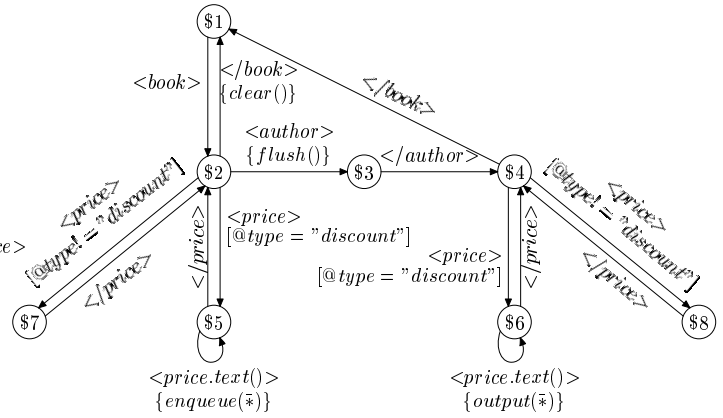 $1
<book>
</book>
{clear()}
</book>
<author>
{flush()}
$2
$3
</author>
$4
<price>
[@type!="discount"]
</price>
</price>
<price>
[@type = "discount"]
<price>
[@type = "discount"]
</price>
<price>
[@type!="discount"]
</price>
$7
$5
$6
$8
<price.text()>
{enqueue(*̄)}
<price.text()>
{output(*̄)}